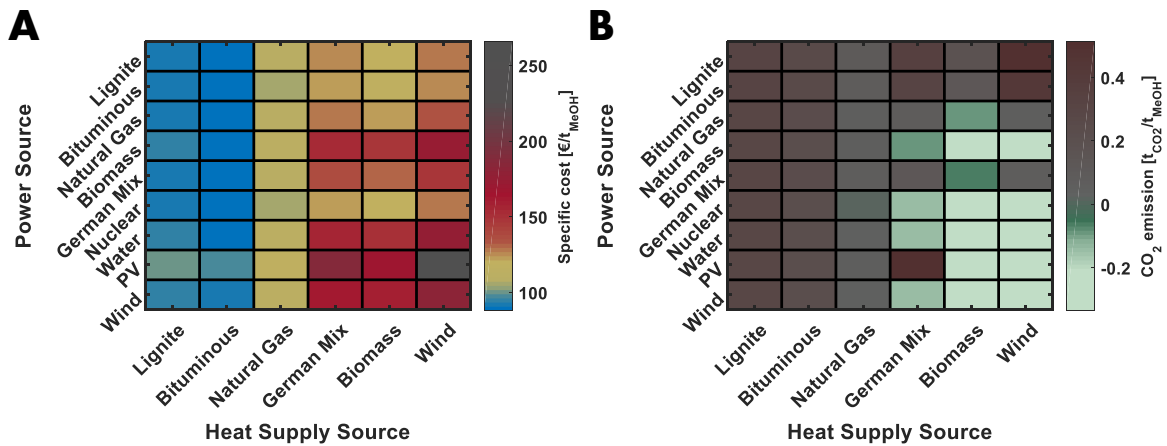 A
Power Source
Lignite
Bituminous
Natural Gas
Biomass
German Mix
Nuclear
Water
PV
Wind
Lignite
Bituminous
Natural Gas
German Mix
Biomass
Wind
Heat Supply Source
250
200
150
100
Specific cost [€/tMeOH]
B
Power Source
Lignite
Bituminous
Natural Gas
Biomass
German Mix
Nuclear
Water
PV
Wind
Lignite
Bituminous
Natural Gas
German Mix
Biomass
Wind
Heat Supply Source
0.4
0.2
0
-0.2
CO2 emission [tCO2/tMeOH]